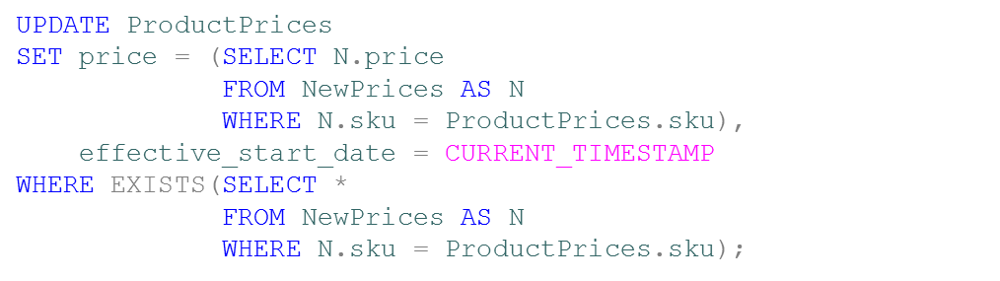 UPDATE ProductPrices
SET price = (SELECT N.price
             FROM NewPrices AS N
             WHERE N.sku = ProductPrices.sku),
    effective_start_date = CURRENT_TIMESTAMP
WHERE EXISTS(SELECT *
             FROM NewPrices AS N
             WHERE N.sku = ProductPrices.sku);